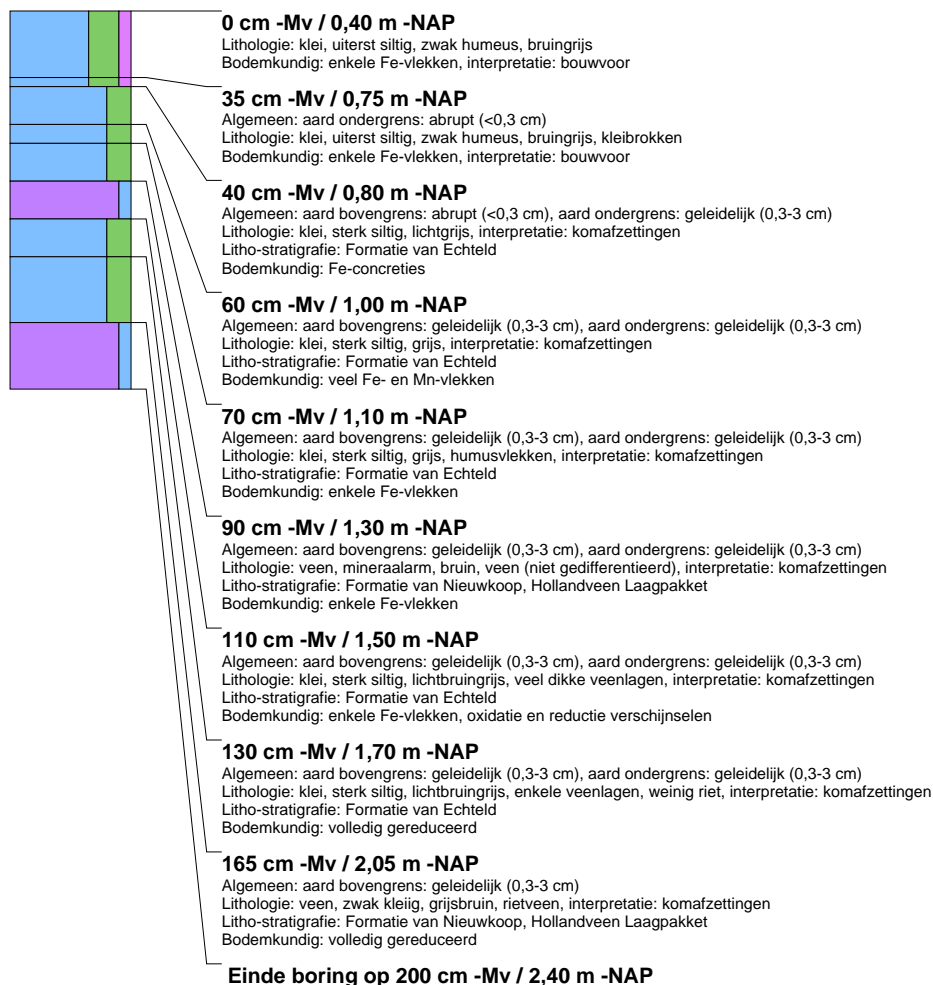 0 cm -Mv / 0,40 m -NAP
Lithologie: klei, uiterst siltig, zwak humeus, bruingrijs
Bodemkundig: enkele Fe-vlekken, interpretatie: bouwvoor
35 cm -Mv / 0,75 m -NAP
Algemeen: aard ondergrens: abrupt (<0,3 cm)
Lithologie: klei, uiterst siltig, zwak humeus, bruingrijs, kleibrokken
Bodemkundig: enkele Fe-vlekken, interpretatie: bouwvoor
40 cm -Mv / 0,80 m -NAP
Algemeen: aard bovengrens: abrupt (<0,3 cm), aard ondergrens: geleidelijk (0,3-3 cm)
Lithologie: klei, sterk siltig, lichtgrijs, interpretatie: komafzettingen
Litho-stratigrafie: Formatie van Echteld
Bodemkundig: Fe-concreties
60 cm -Mv / 1,00 m -NAP
Algemeen: aard bovengrens: geleidelijk (0,3-3 cm), aard ondergrens: geleidelijk (0,3-3 cm)
Lithologie: klei, sterk siltig, grijs, interpretatie: komafzettingen
Litho-stratigrafie: Formatie van Echteld
Bodemkundig: veel Fe- en Mn-vlekken
70 cm -Mv / 1,10 m -NAP
Algemeen: aard bovengrens: geleidelijk (0,3-3 cm), aard ondergrens: geleidelijk (0,3-3 cm)
Lithologie: klei, sterk siltig, grijs, humusvlekken, interpretatie: komafzettingen
Litho-stratigrafie: Formatie van Echteld
Bodemkundig: enkele Fe-vlekken
90 cm -Mv / 1,30 m -NAP
Algemeen: aard bovengrens: geleidelijk (0,3-3 cm), aard ondergrens: geleidelijk (0,3-3 cm)
Lithologie: veen, mineraalarm, bruin, veen (niet gedifferentieerd), interpretatie: komafzettingen
Litho-stratigrafie: Formatie van Nieuwkoop, Hollandveen Laagpakket
Bodemkundig: enkele Fe-vlekken
110 cm -Mv / 1,50 m -NAP
Algemeen: aard bovengrens: geleidelijk (0,3-3 cm), aard ondergrens: geleidelijk (0,3-3 cm)
Lithologie: klei, sterk siltig, lichtbruingrijs, veel dikke veenlagen, interpretatie: komafzettingen
Litho-stratigrafie: Formatie van Echteld
Bodemkundig: enkele Fe-vlekken, oxidatie en reductie verschijnselen
130 cm -Mv / 1,70 m -NAP
Algemeen: aard bovengrens: geleidelijk (0,3-3 cm), aard ondergrens: geleidelijk (0,3-3 cm)
Lithologie: klei, sterk siltig, lichtbruingrijs, enkele veenlagen, weinig riet, interpretatie: komafzettingen
Litho-stratigrafie: Formatie van Echteld
Bodemkundig: volledig gereduceerd
165 cm -Mv / 2,05 m -NAP
Algemeen: aard bovengrens: geleidelijk (0,3-3 cm)
Lithologie: veen, zwak kleiig, grijsbruin, rietveen, interpretatie: komafzettingen
Litho-stratigrafie: Formatie van Nieuwkoop, Hollandveen Laagpakket
Bodemkundig: volledig gereduceerd
Einde boring op 200 cm -Mv / 2,40 m -NAP